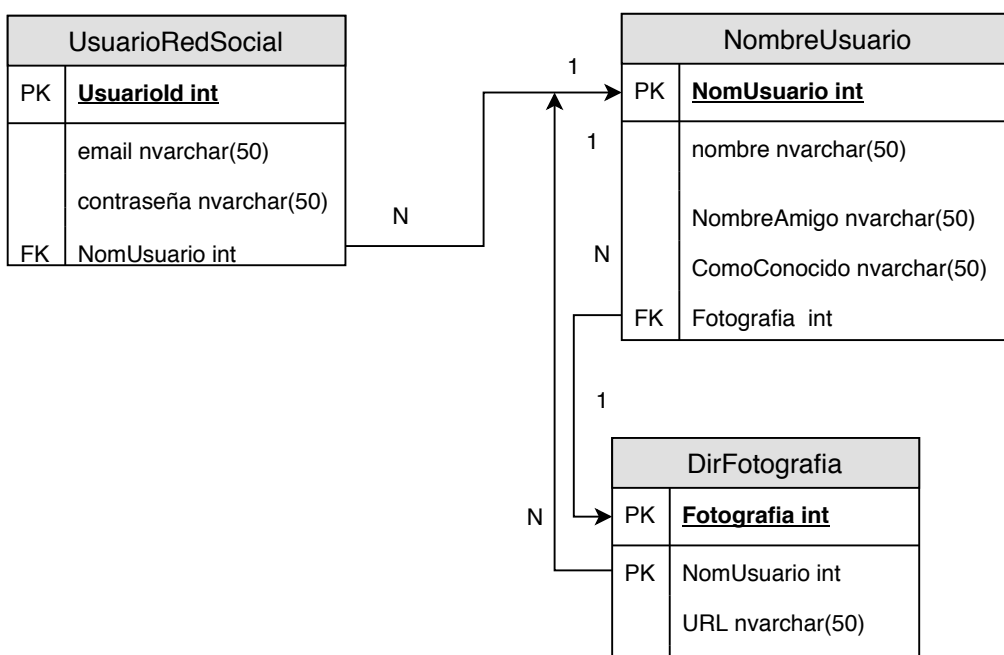 UsuarioRedSocial
PK UsuarioId int
email nvarchar(50)
contraseña nvarchar(50)
FK NomUsuario int
N
1
1
N
NombreUsuario
PK NomUsuario int
nombre nvarchar(50)
NombreAmigo nvarchar(50)
ComoConocido nvarchar(50)
FK Fotografia int
1
N
DirFotografia
PK Fotografia int
PK NomUsuario int
URL nvarchar(50)